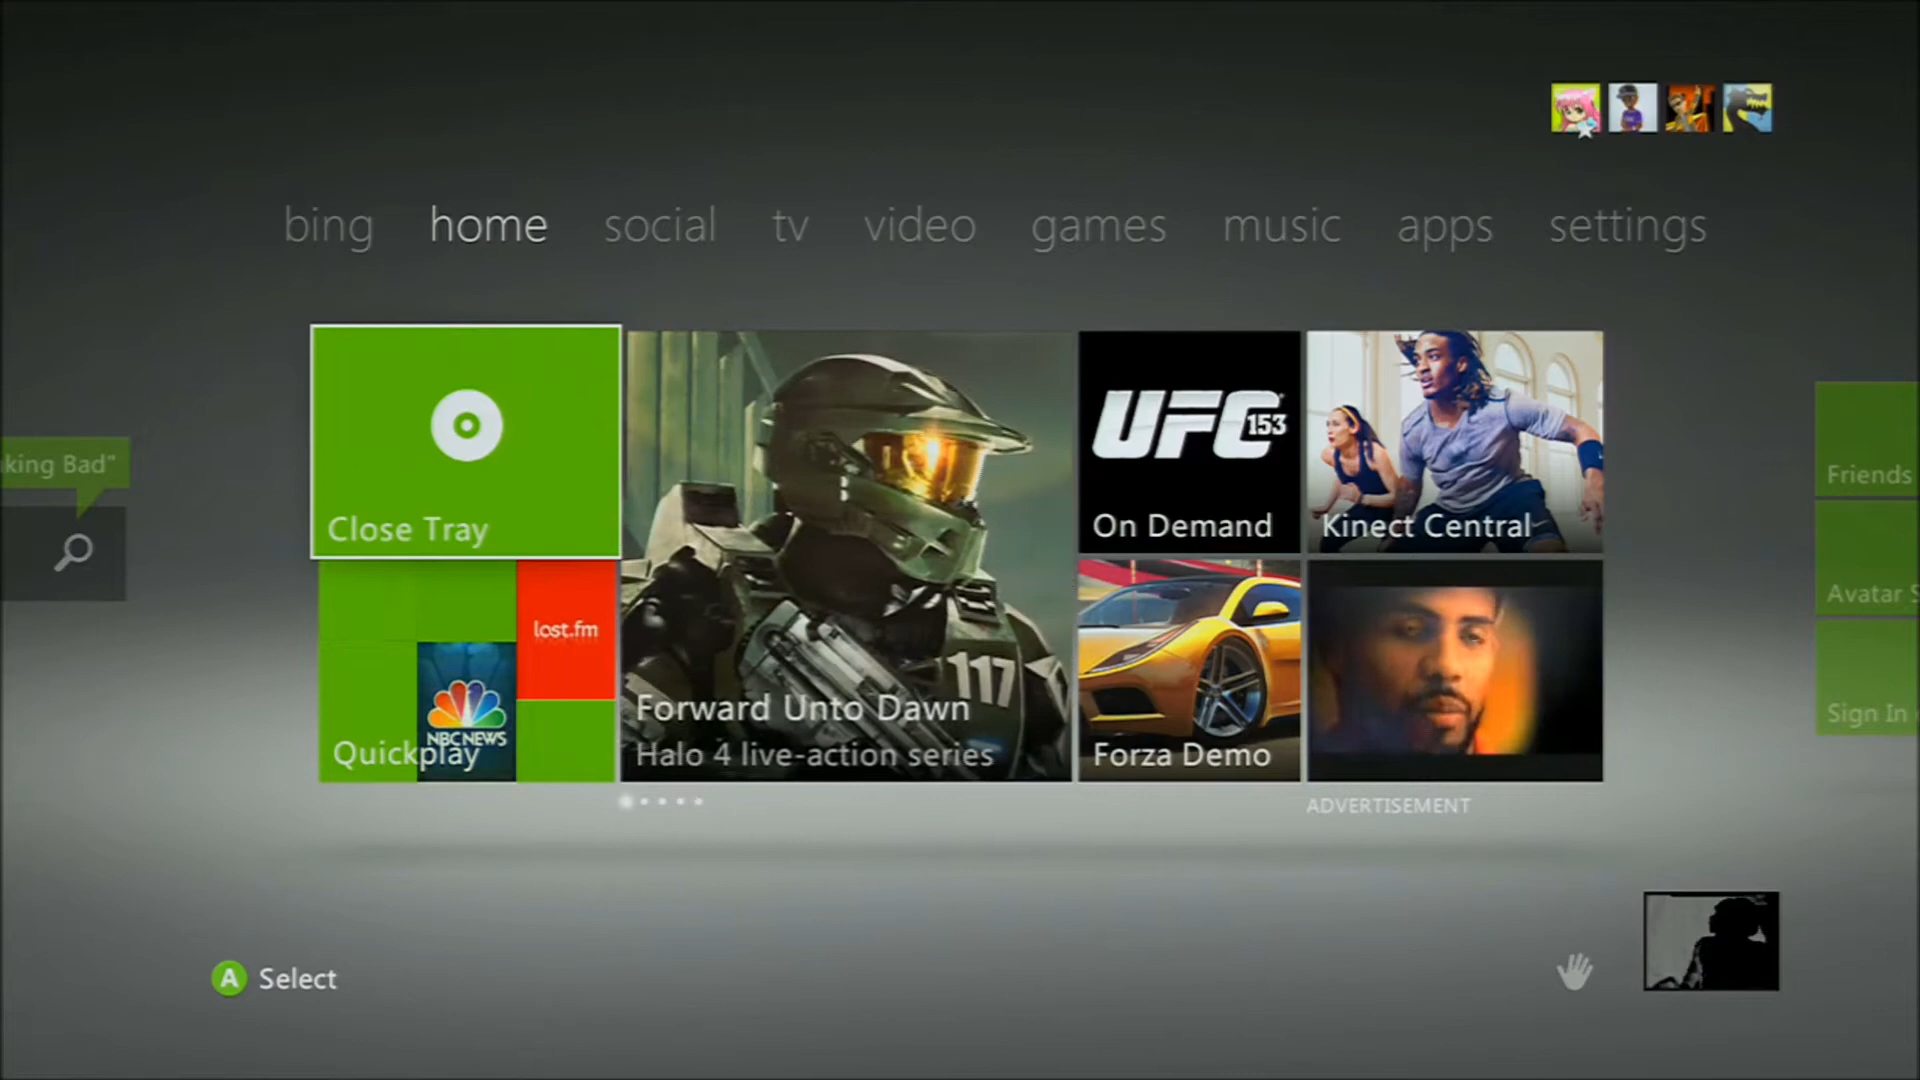 bing home social tv video games music apps settings
king Bad"
Close Tray
lost.fm
NBC NEWS
Quickplay
117
Forward Unto Dawn
Halo 4 live-action series
UFC 153
On Demand
Kinect Central
Forza Demo
ADVERTISEMENT
Friends
Avatar S
Sign In
A Select